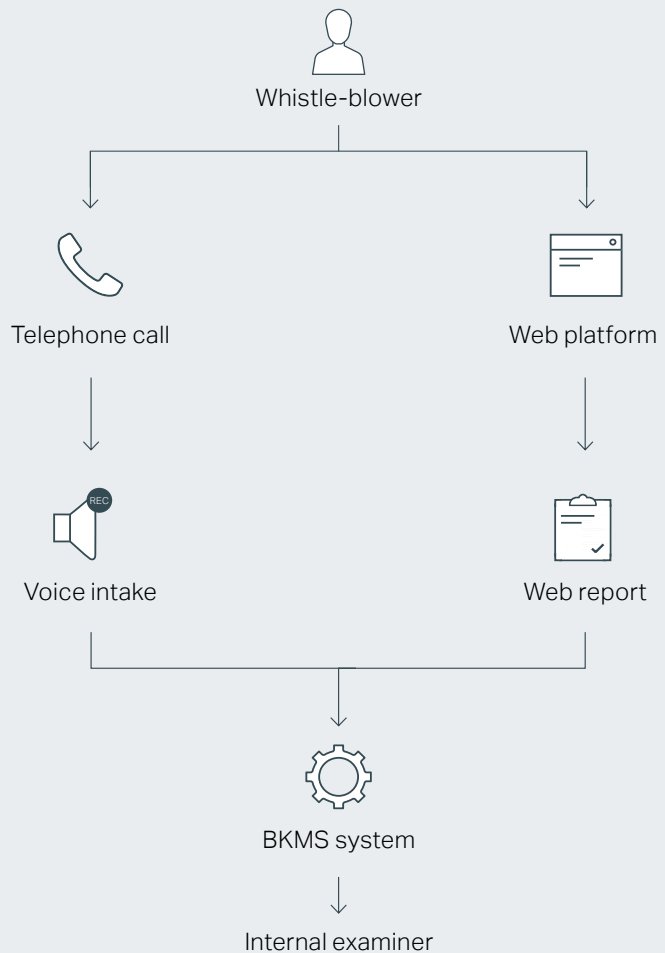 Whistle-blower
Telephone call
Web platform
REC
Voice intake
Web report
BKMS system
Internal examiner